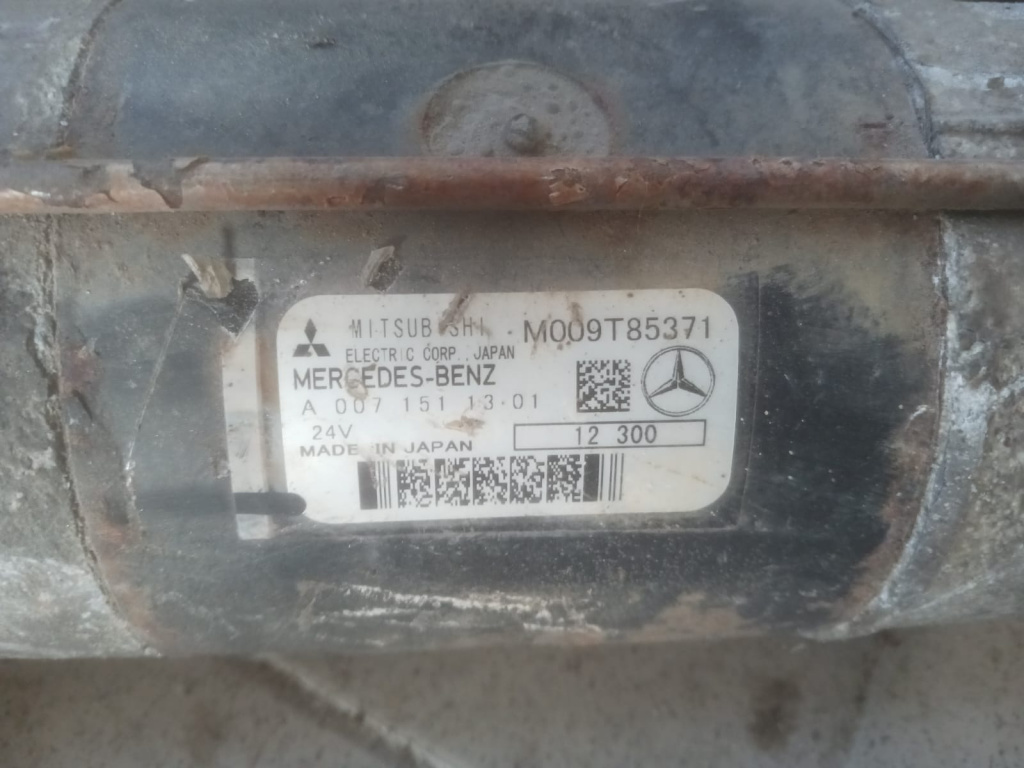 MITSUBISHI M009T85371
ELECTRIC CORP., JAPAN
MERCEDES-BENZ
A 007 151 13 01
24V 12 300
MADE IN JAPAN